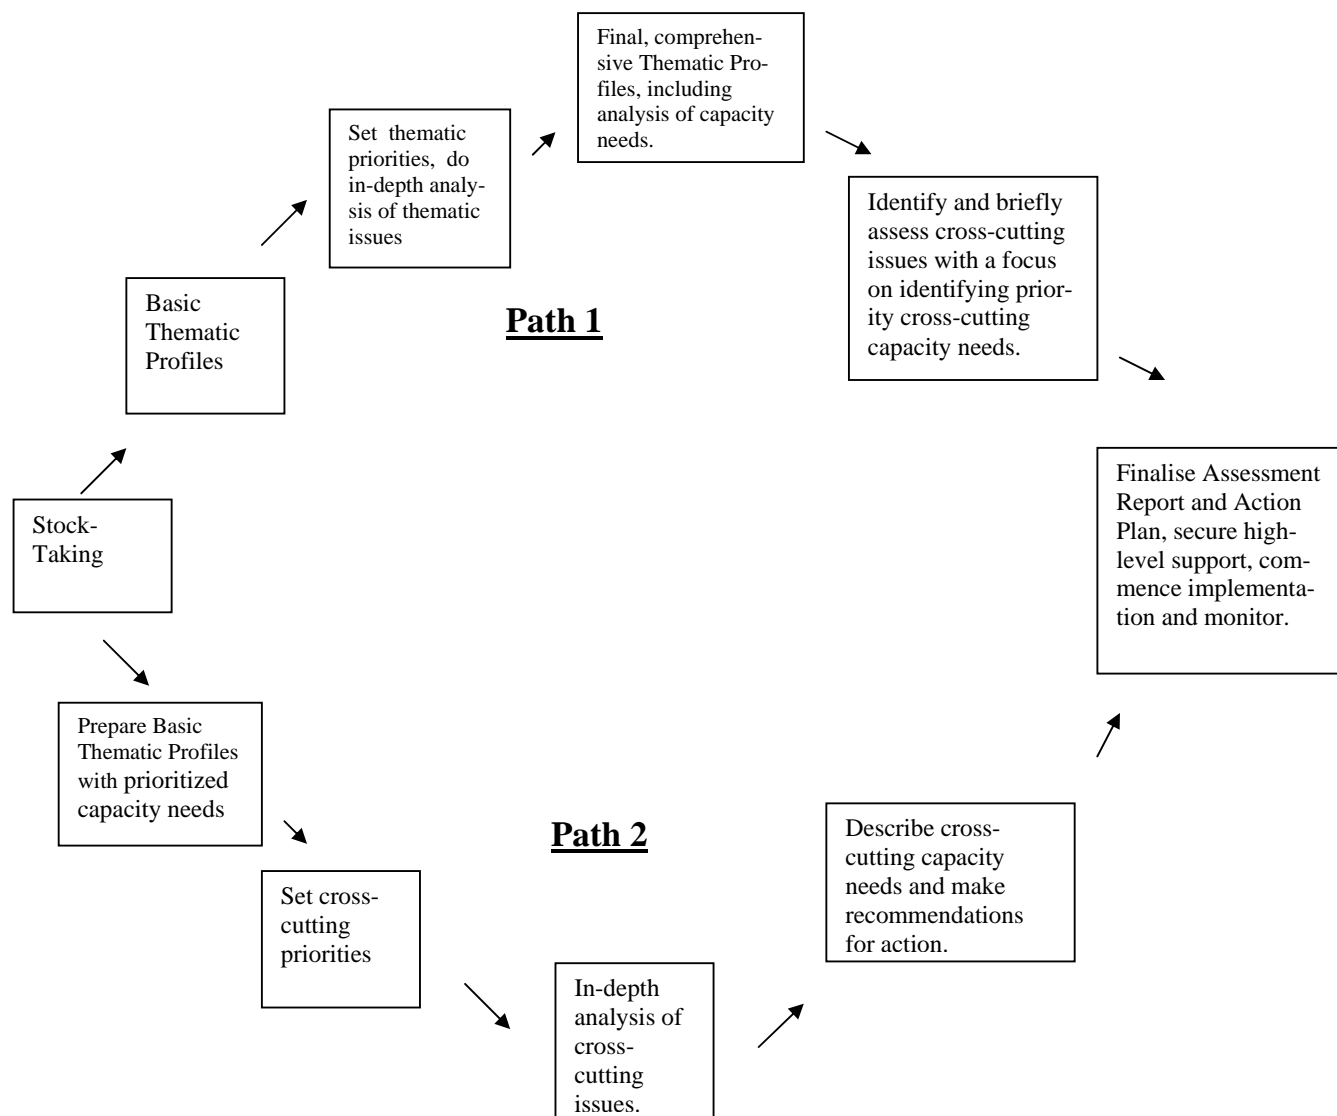 Final, comprehen-
sive Thematic Pro-
files, including
analysis of capacity
needs.
Set thematic
priorities, do
in-depth analy-
sis of thematic
issues
Identify and briefly
assess cross-cutting
issues with a focus
on identifying prior-
ity cross-cutting
capacity needs.
Basic
Thematic
Profiles
Path 1
Stock-
Taking
Finalise Assessment
Report and Action
Plan, secure high-
level support, com-
mence implementa-
tion and monitor.
Prepare Basic
Thematic Profiles
with prioritized
capacity needs
Path 2
Set cross-
cutting
priorities
Describe cross-
cutting capacity
needs and make
recommendations
for action.
In-depth
analysis of
cross-
cutting
issues.